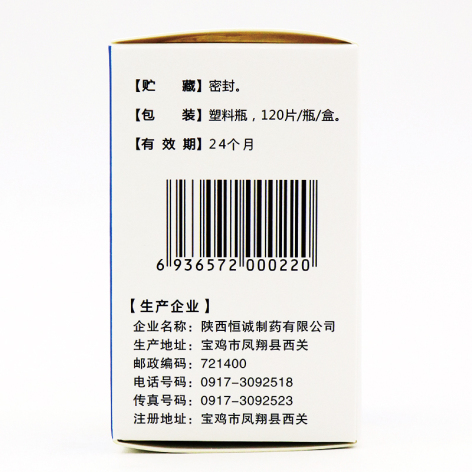 【贮 藏】密封。
【包 装】塑料瓶，120片/瓶/盒。
【有 效 期】24个月
6 936572 000220
【生产企业】
企业名称：陕西恒诚制药有限公司
生产地址：宝鸡市凤翔县西关
邮政编码：721400
电话号码：0917-3092518
传真号码：0917-3092523
注册地址：宝鸡市凤翔县西关